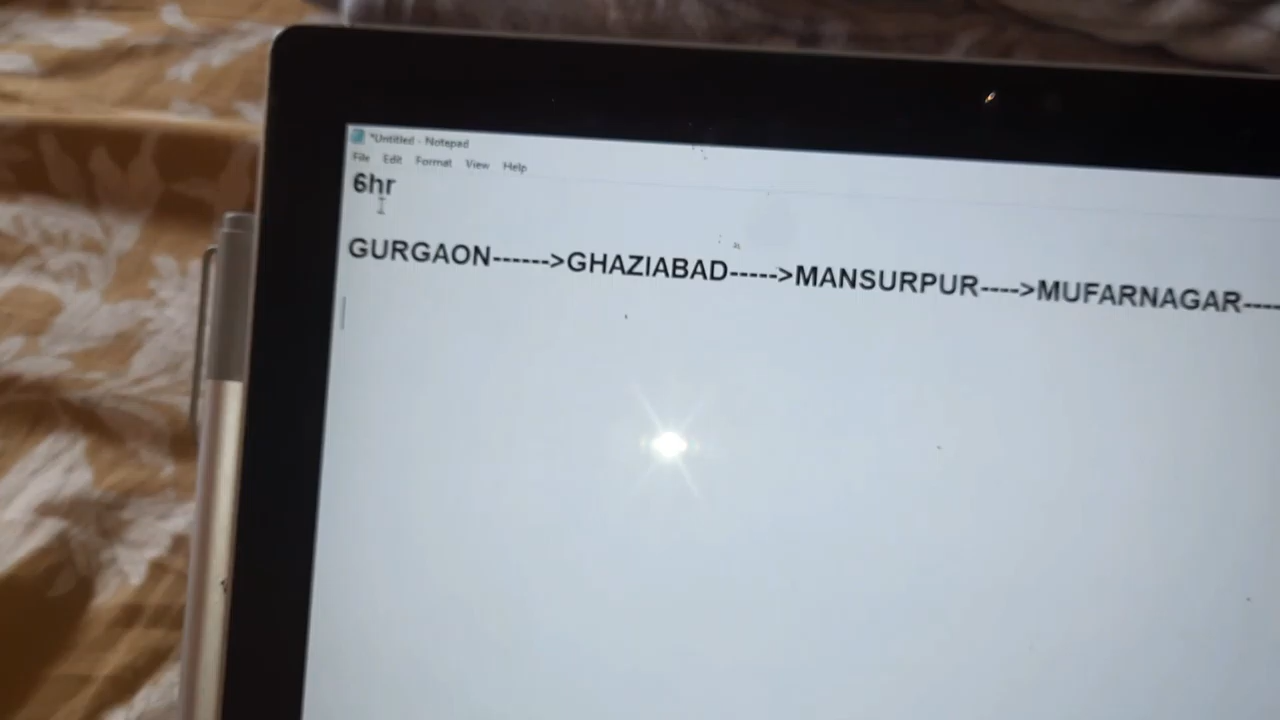 *Untitled - Notepad
File Edit Format View Help
6hr
GURGAON------>GHAZIABAD----->MANSURPUR---->MUFARNAGAR----